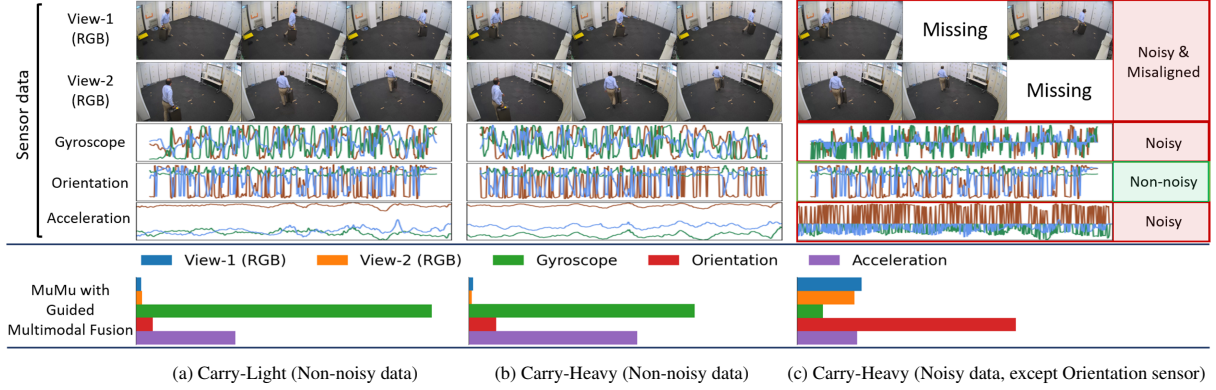 Sensor data
View-1
(RGB)
View-2
(RGB)
Gyroscope
Orientation
Acceleration
Missing
Missing
Noisy &
Misaligned
Noisy
Non-noisy
Noisy
View-1 (RGB) View-2 (RGB) Gyroscope Orientation Acceleration
MuMu with
Guided
Multimodal Fusion
(a) Carry-Light (Non-noisy data) (b) Carry-Heavy (Non-noisy data) (c) Carry-Heavy (Noisy data, except Orientation sensor)